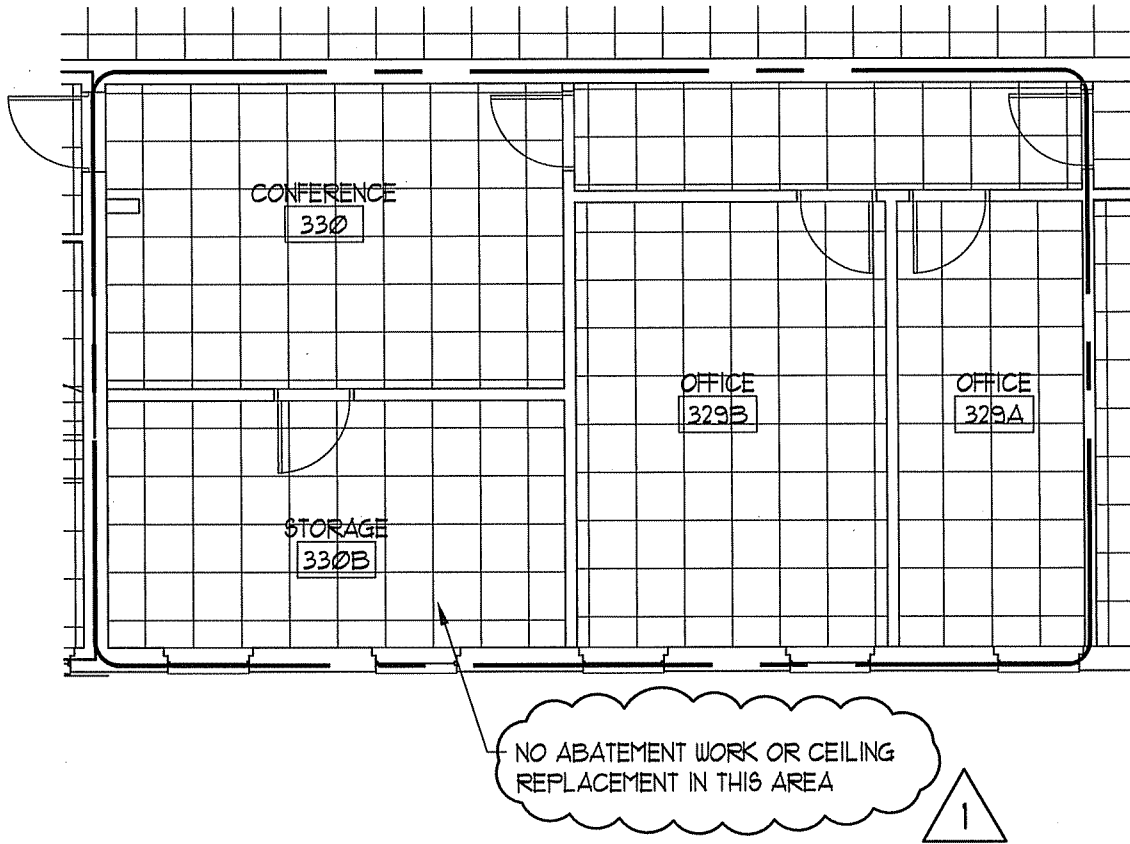 CONFERENCE
330
OFFICE
329B
OFFICE
329A
STORAGE
330B
NO ABATEMENT WORK OR CEILING
REPLACEMENT IN THIS AREA
1